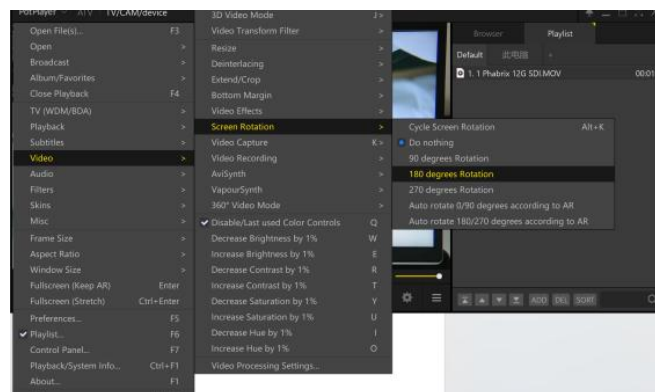 PotPlayer ATV TV/CAM/device
Open File(s)... F3
Open >
Broadcast >
Album/Favorites >
Close Playback F4
TV (WDM/BDA) >
Playback >
Subtitles >
Video >
Audio >
Filters >
Skins >
Misc >
Frame Size >
Aspect Ratio >
Window Size >
Fullscreen (Keep AR) Enter
Fullscreen (Stretch) Ctrl+Enter
Preferences... F5
Playlist... F6
Control Panel... F7
Playback/System Info... Ctrl+F1
About... F1
3D Video Mode J >
Video Transform Filter >
Resize >
Deinterlacing >
Extend/Crop >
Bottom Margin >
Video Effects >
Screen Rotation >
Video Capture K >
Video Recording >
AviSynth >
VapourSynth >
360° Video Mode >
Disable/Last used Color Controls Q
Decrease Brightness by 1% W
Increase Brightness by 1% E
Decrease Contrast by 1% R
Increase Contrast by 1% T
Decrease Saturation by 1% Y
Increase Saturation by 1% U
Decrease Hue by 1% I
Increase Hue by 1% O
Video Processing Settings...
Cycle Screen Rotation Alt+K
Do nothing
90 degrees Rotation
180 degrees Rotation
270 degrees Rotation
Auto rotate 0/90 degrees according to AR
Auto rotate 180/270 degrees according to AR
Browser Playlist
Default +
1. 1 Phabrix 12G SDI.MOV 00:01
ADD DEL SORT